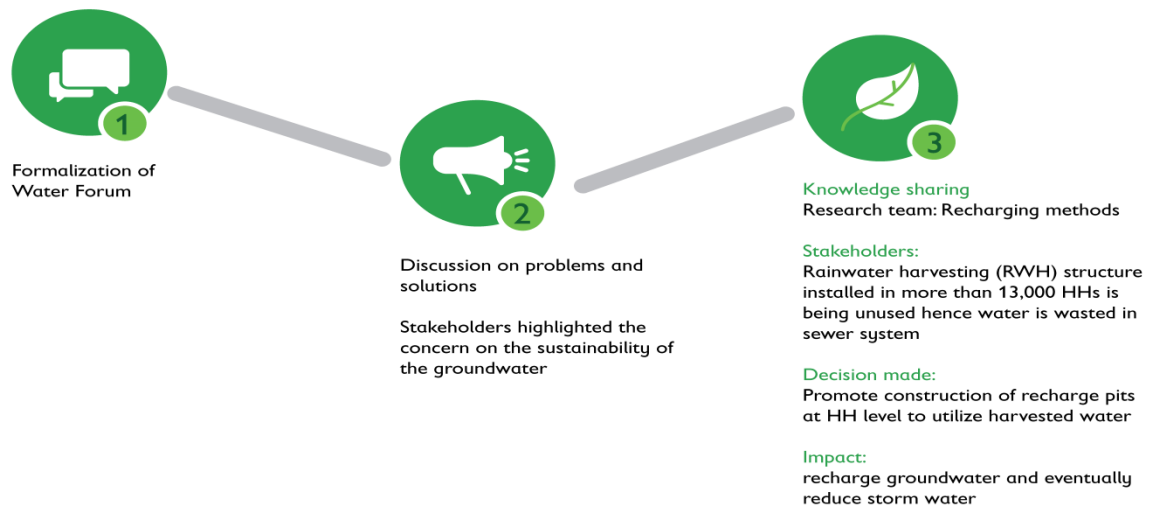 1
Formalization of
Water Forum
2
Discussion on problems and
solutions
Stakeholders highlighted the
concern on the sustainability of
the groundwater
3
Knowledge sharing
Research team: Recharging methods
Stakeholders:
Rainwater harvesting (RWH) structure
installed in more than 13,000 HHs is
being unused hence water is wasted in
sewer system
Decision made:
Promote construction of recharge pits
at HH level to utilize harvested water
Impact:
recharge groundwater and eventually
reduce storm water